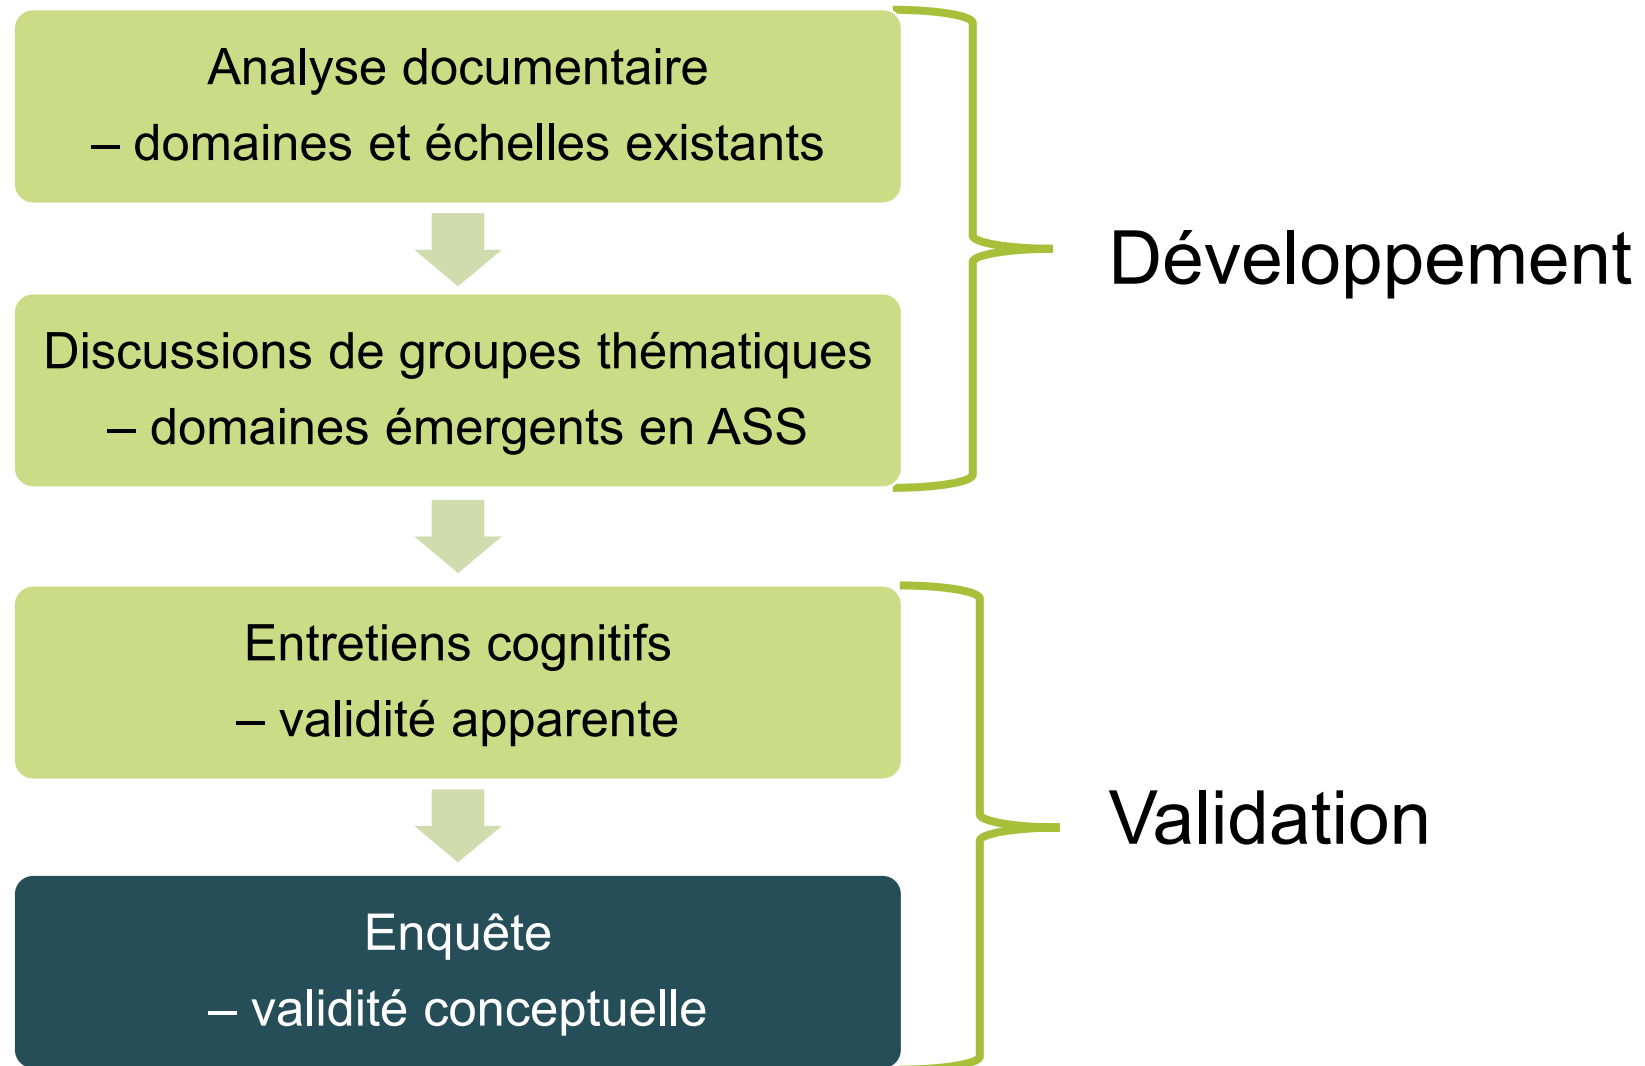 Analyse documentaire
– domaines et échelles existants
Développement
Discussions de groupes thématiques
– domaines émergents en ASS
Entretiens cognitifs
– validité apparente
Validation
Enquête
– validité conceptuelle